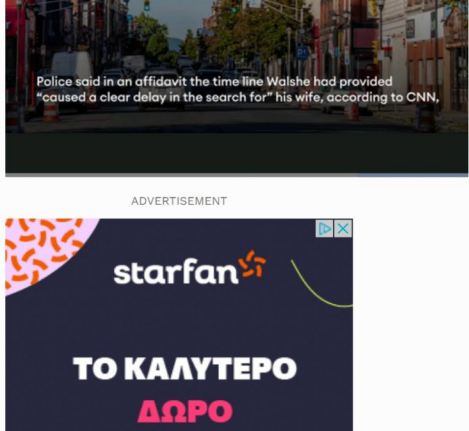 Police said in an affidavit the time line Walshe had provided
"caused a clear delay in the search for" his wife, according to CNN,
ADVERTISEMENT
starfan
ΤΟ ΚΑΛΥΤΕΡΟ
ΔΩΡΟ